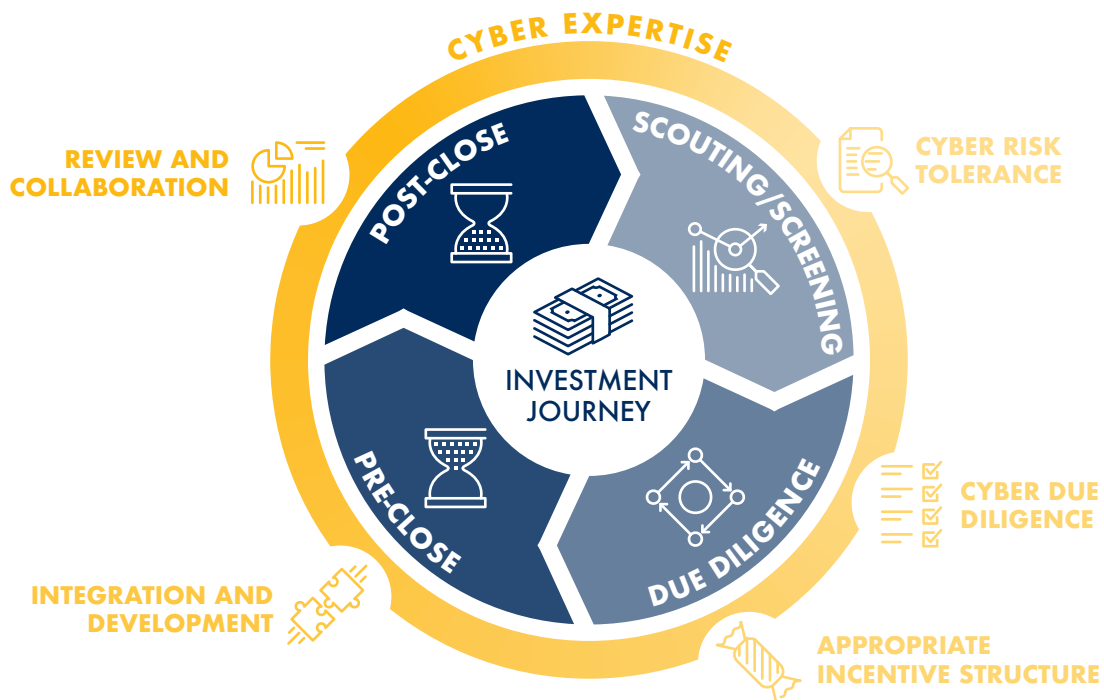 CYBER EXPERTISE
REVIEW AND
COLLABORATION
POST-CLOSE
SCOUTING/SCREENING
CYBER RISK
TOLERANCE
INVESTMENT
JOURNEY
PRE-CLOSE
DUE DILIGENCE
CYBER DUE
DILIGENCE
INTEGRATION AND
DEVELOPMENT
APPROPRIATE
INCENTIVE STRUCTURE